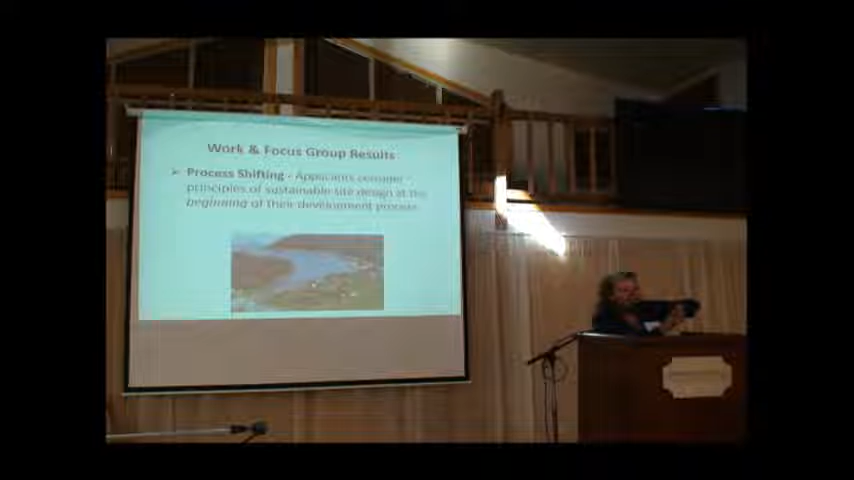 Work & Focus Group Results
➢ Process Shifting - Applicants consider
principles of sustainable site design at the
beginning of their development process.